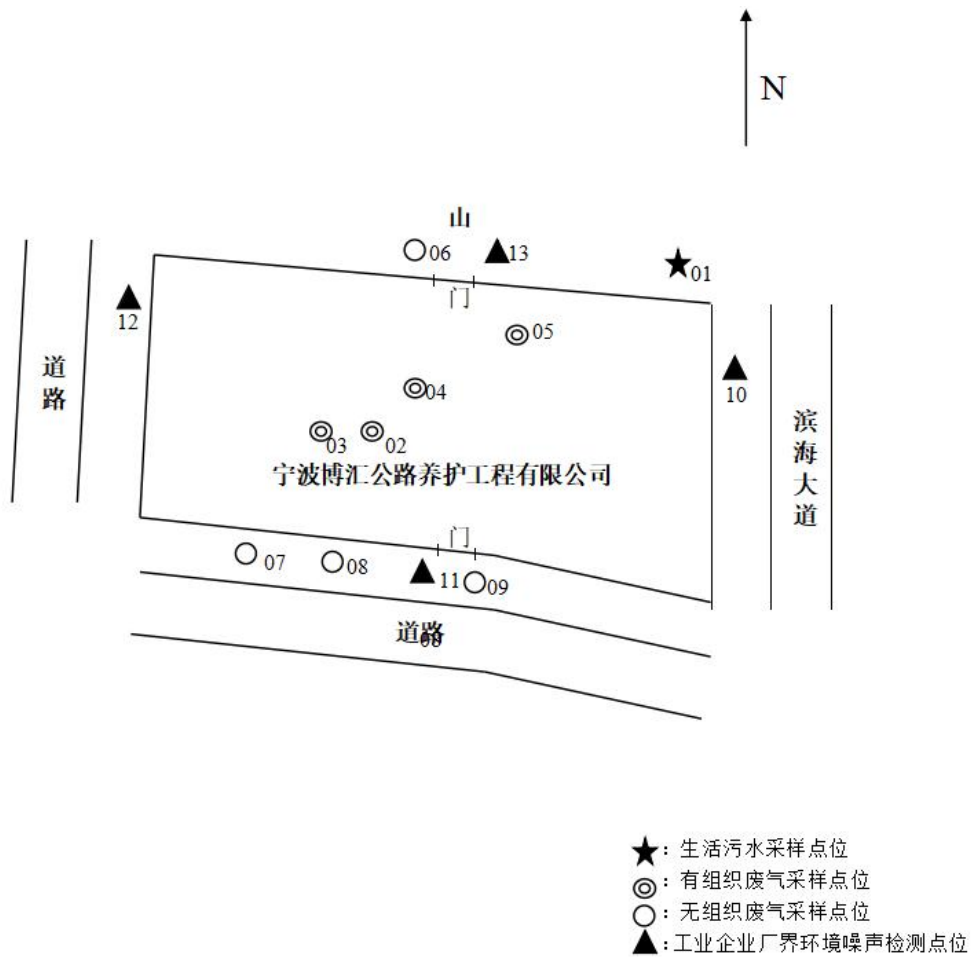 N
山
06
13
01
门
12
05
道路
04
10
03
02
滨海大道
宁波博汇公路养护工程有限公司
门
07
08
11
09
道路
08
★：生活污水采样点位
◎：有组织废气采样点位
○：无组织废气采样点位
▲：工业企业厂界环境噪声检测点位